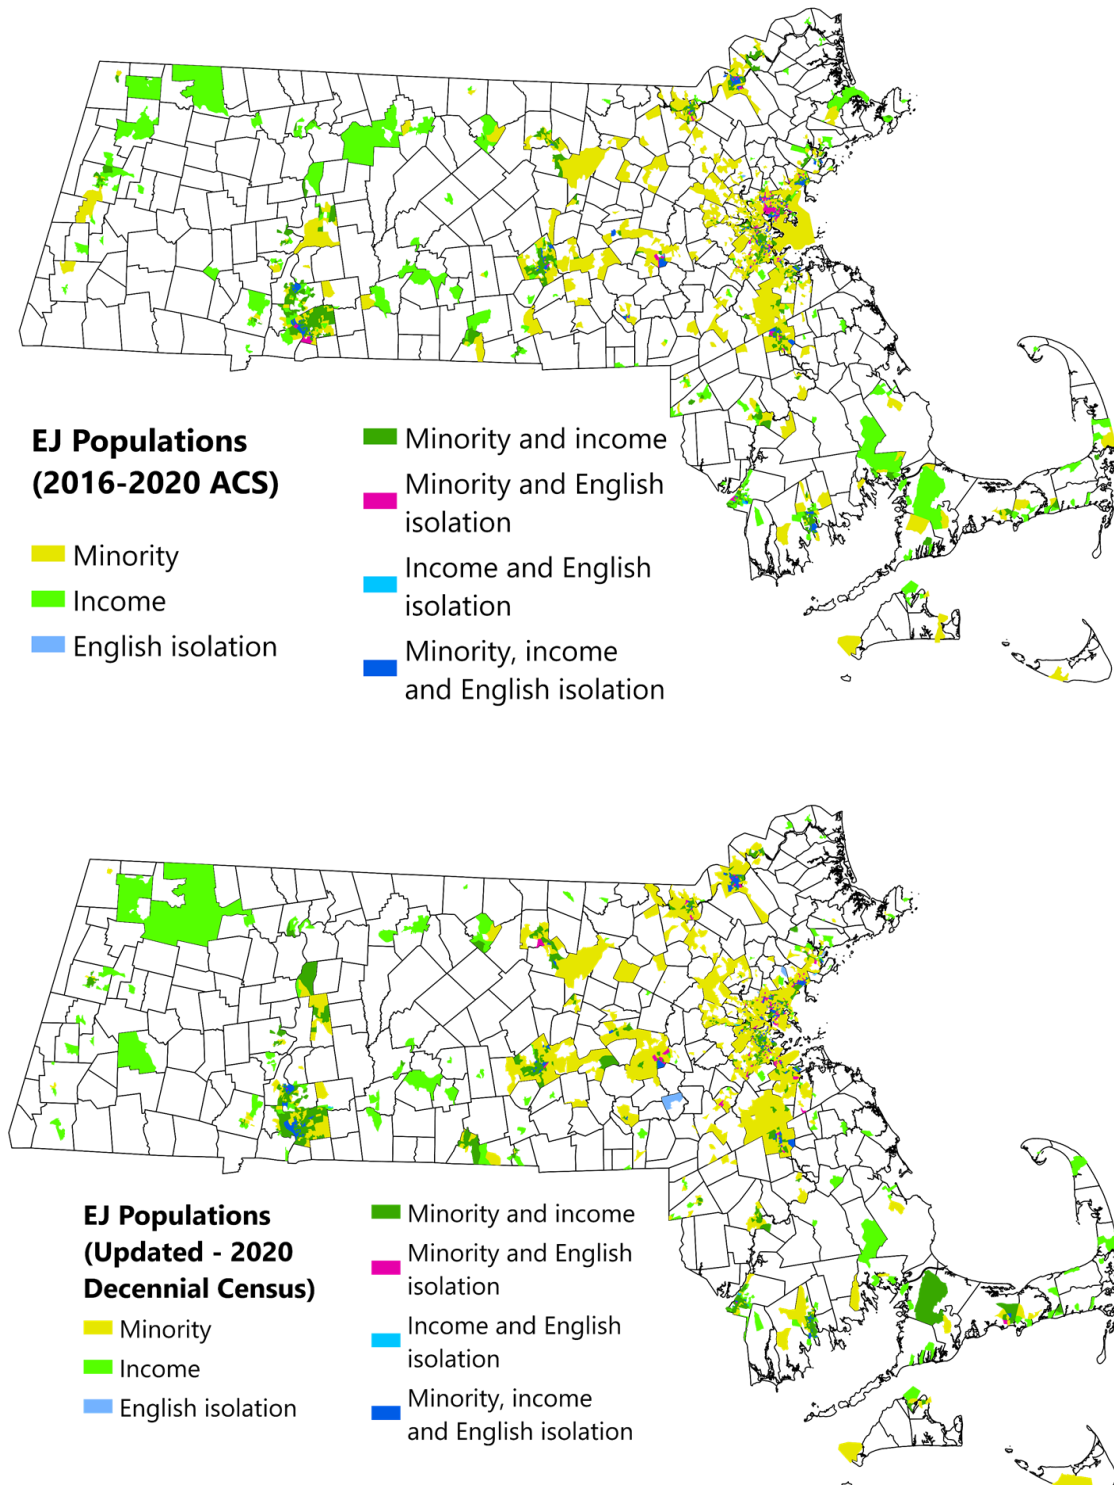 EJ Populations
(2016-2020 ACS)
Minority
Income
English isolation
Minority and income
Minority and English
isolation
Income and English
isolation
Minority, income
and English isolation
EJ Populations
(Updated - 2020
Decennial Census)
Minority
Income
English isolation
Minority and income
Minority and English
isolation
Income and English
isolation
Minority, income
and English isolation